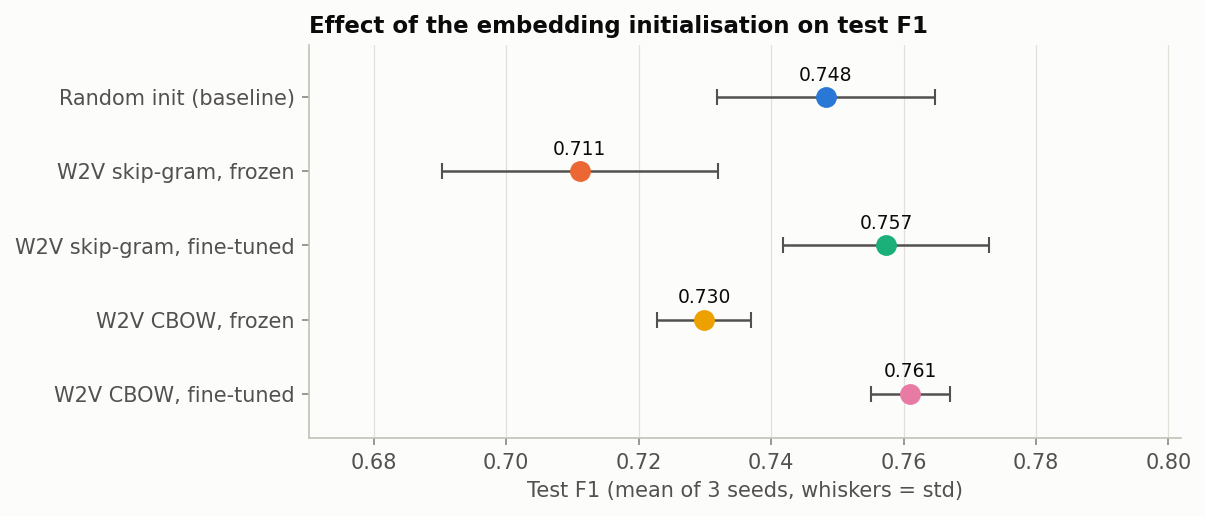 Effect of the embedding initialisation on test F1
Random init (baseline)
0.748
W2V skip-gram, frozen
0.711
W2V skip-gram, fine-tuned
0.757
W2V CBOW, frozen
0.730
W2V CBOW, fine-tuned
0.761
0.68 0.70 0.72 0.74 0.76 0.78 0.80
Test F1 (mean of 3 seeds, whiskers = std)